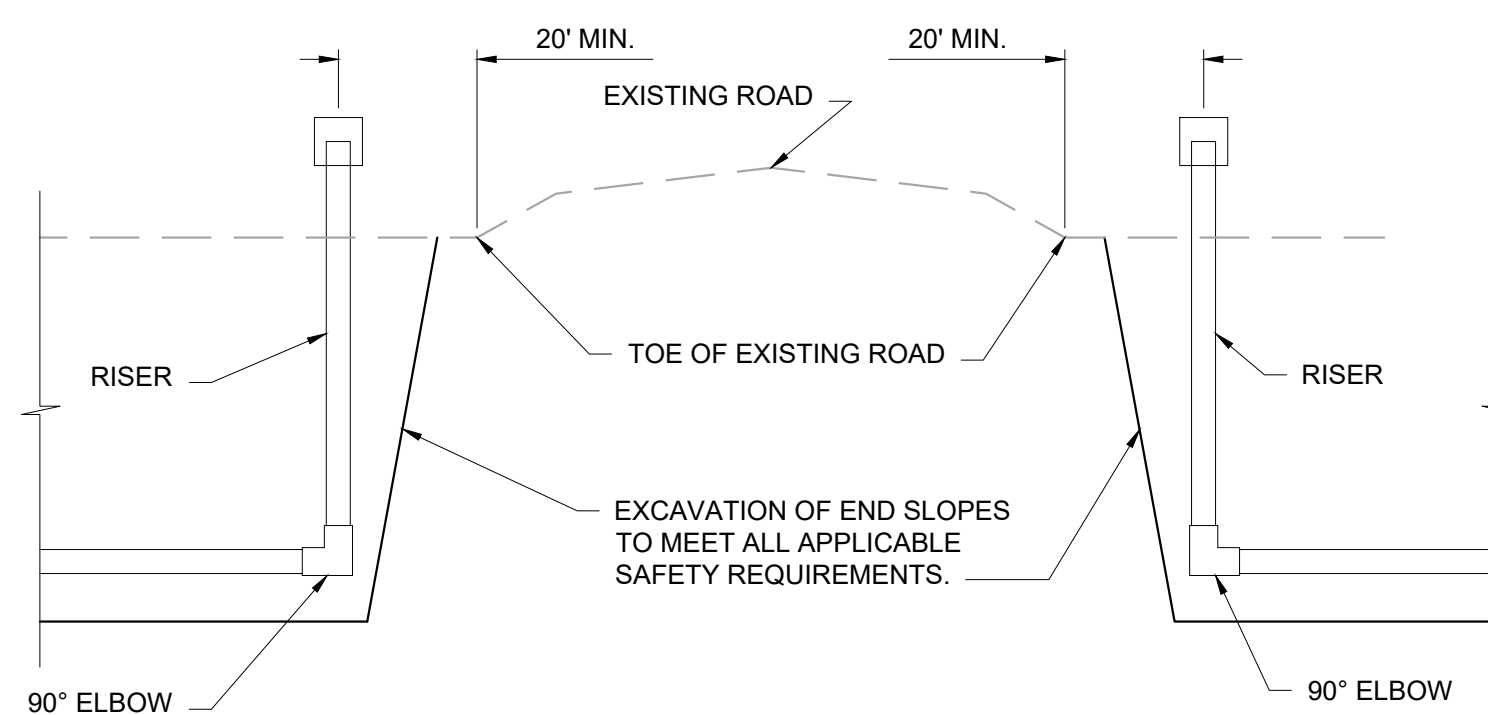 20' MIN.
20' MIN.
EXISTING ROAD
TOE OF EXISTING ROAD
RISER
RISER
EXCAVATION OF END SLOPES
TO MEET ALL APPLICABLE
SAFETY REQUIREMENTS.
90° ELBOW
90° ELBOW